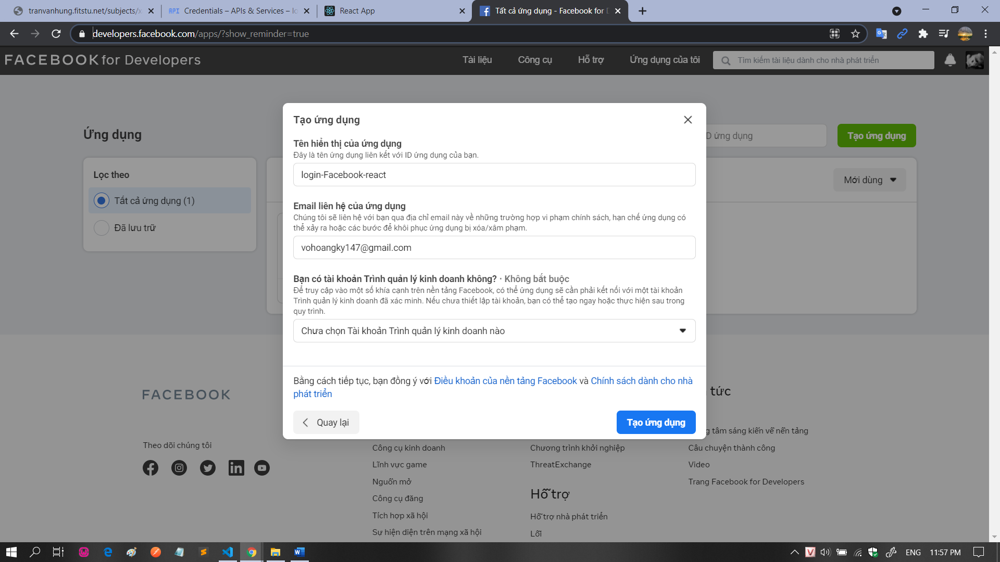 tranvanhung.fitstu.net/subjects/x
Credentials – APIs & Services – lo
React App
Tất cả ứng dụng - Facebook for D
developers.facebook.com/apps/?show_reminder=true
FACEBOOK for Developers
Tài liệu
Công cụ
Hỗ trợ
Ứng dụng của tôi
Tìm kiếm tài liệu dành cho nhà phát triển
Ứng dụng
D ứng dụng
Tạo ứng dụng
Lọc theo
Tất cả ứng dụng (1)
Đã lưu trữ
Mới dùng
Tạo ứng dụng
Tên hiển thị của ứng dụng
Đây là tên ứng dụng liên kết với ID ứng dụng của bạn.
login-Facebook-react
Email liên hệ của ứng dụng
Chúng tôi sẽ liên hệ với bạn qua địa chỉ email này về những trường hợp vi phạm chính sách, hạn chế ứng dụng có
thể xảy ra hoặc các bước để khôi phục ứng dụng bị xóa/xâm phạm.
vohoangky147@gmail.com
Bạn có tài khoản Trình quản lý kinh doanh không? · Không bắt buộc
Để truy cập vào một số khía cạnh trên nền tảng Facebook, có thể ứng dụng sẽ cần phải kết nối với một tài khoản
Trình quản lý kinh doanh đã xác minh. Nếu chưa thiết lập tài khoản, bạn có thể tạo ngay hoặc thực hiện sau trong
quy trình.
Chưa chọn Tài khoản Trình quản lý kinh doanh nào
Bằng cách tiếp tục, bạn đồng ý với Điều khoản của nền tảng Facebook và Chính sách dành cho nhà
phát triển
Quay lại
Tạo ứng dụng
FACEBOOK
Theo dõi chúng tôi
Công cụ kinh doanh
Lĩnh vực game
Nguồn mở
Công cụ đăng
Tích hợp xã hội
Sự hiện diện trên mạng xã hội
Chương trình khởi nghiệp
ThreatExchange
Hỗ trợ
Hỗ trợ nhà phát triển
Lỗi
tức
g tâm sáng kiến về nền tảng
Câu chuyện thành công
Video
Trang Facebook for Developers
ENG
11:57 PM